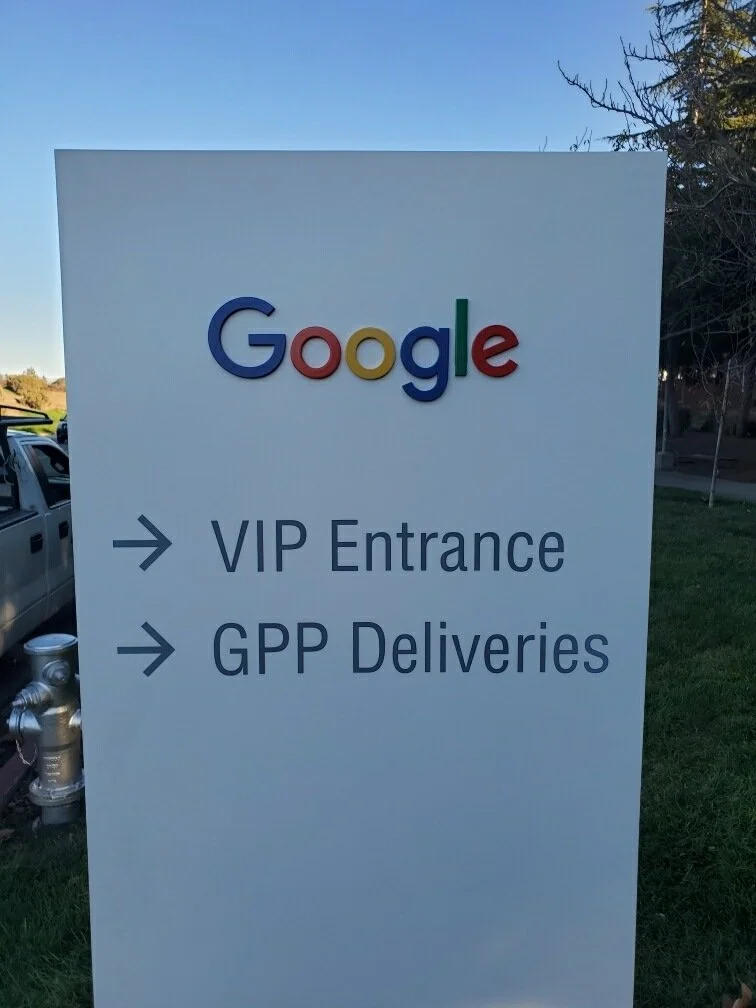 Google
→ VIP Entrance
→ GPP Deliveries